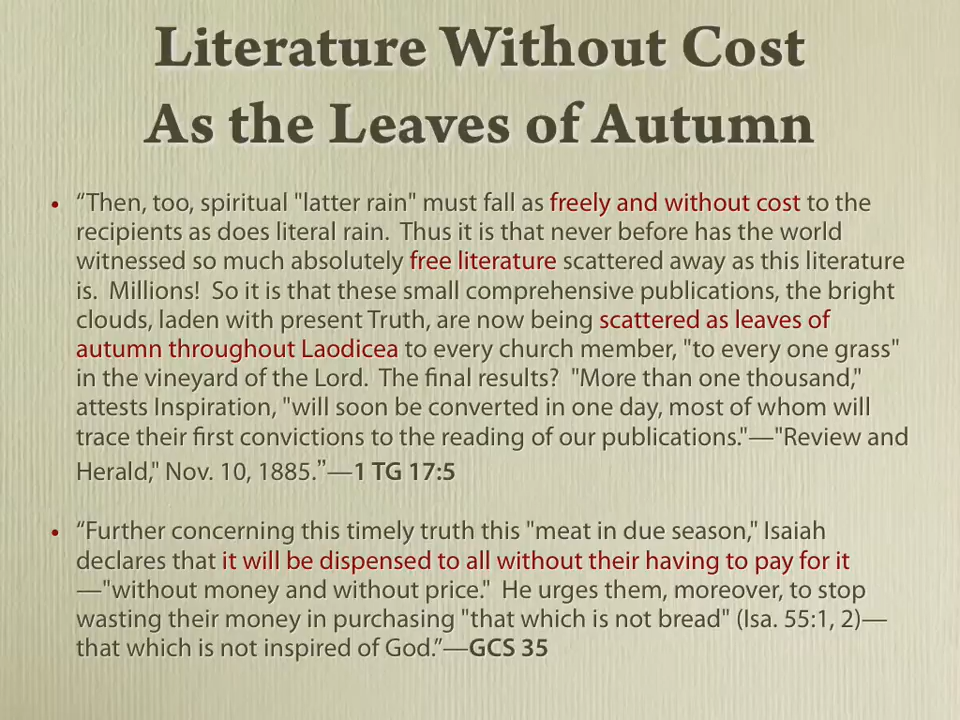 Literature Without Cost
As the Leaves of Autumn
• “Then, too, spiritual "latter rain" must fall as freely and without cost to the
recipients as does literal rain.  Thus it is that never before has the world
witnessed so much absolutely free literature scattered away as this literature
is.  Millions!  So it is that these small comprehensive publications, the bright
clouds, laden with present Truth, are now being scattered as leaves of
autumn throughout Laodicea to every church member, "to every one grass"
in the vineyard of the Lord.  The final results?  "More than one thousand,"
attests Inspiration, "will soon be converted in one day, most of whom will
trace their first convictions to the reading of our publications."—"Review and
Herald," Nov. 10, 1885.”—1 TG 17:5
• “Further concerning this timely truth this "meat in due season," Isaiah
declares that it will be dispensed to all without their having to pay for it
—"without money and without price."  He urges them, moreover, to stop
wasting their money in purchasing "that which is not bread" (Isa. 55:1, 2)—
that which is not inspired of God.”—GCS 35